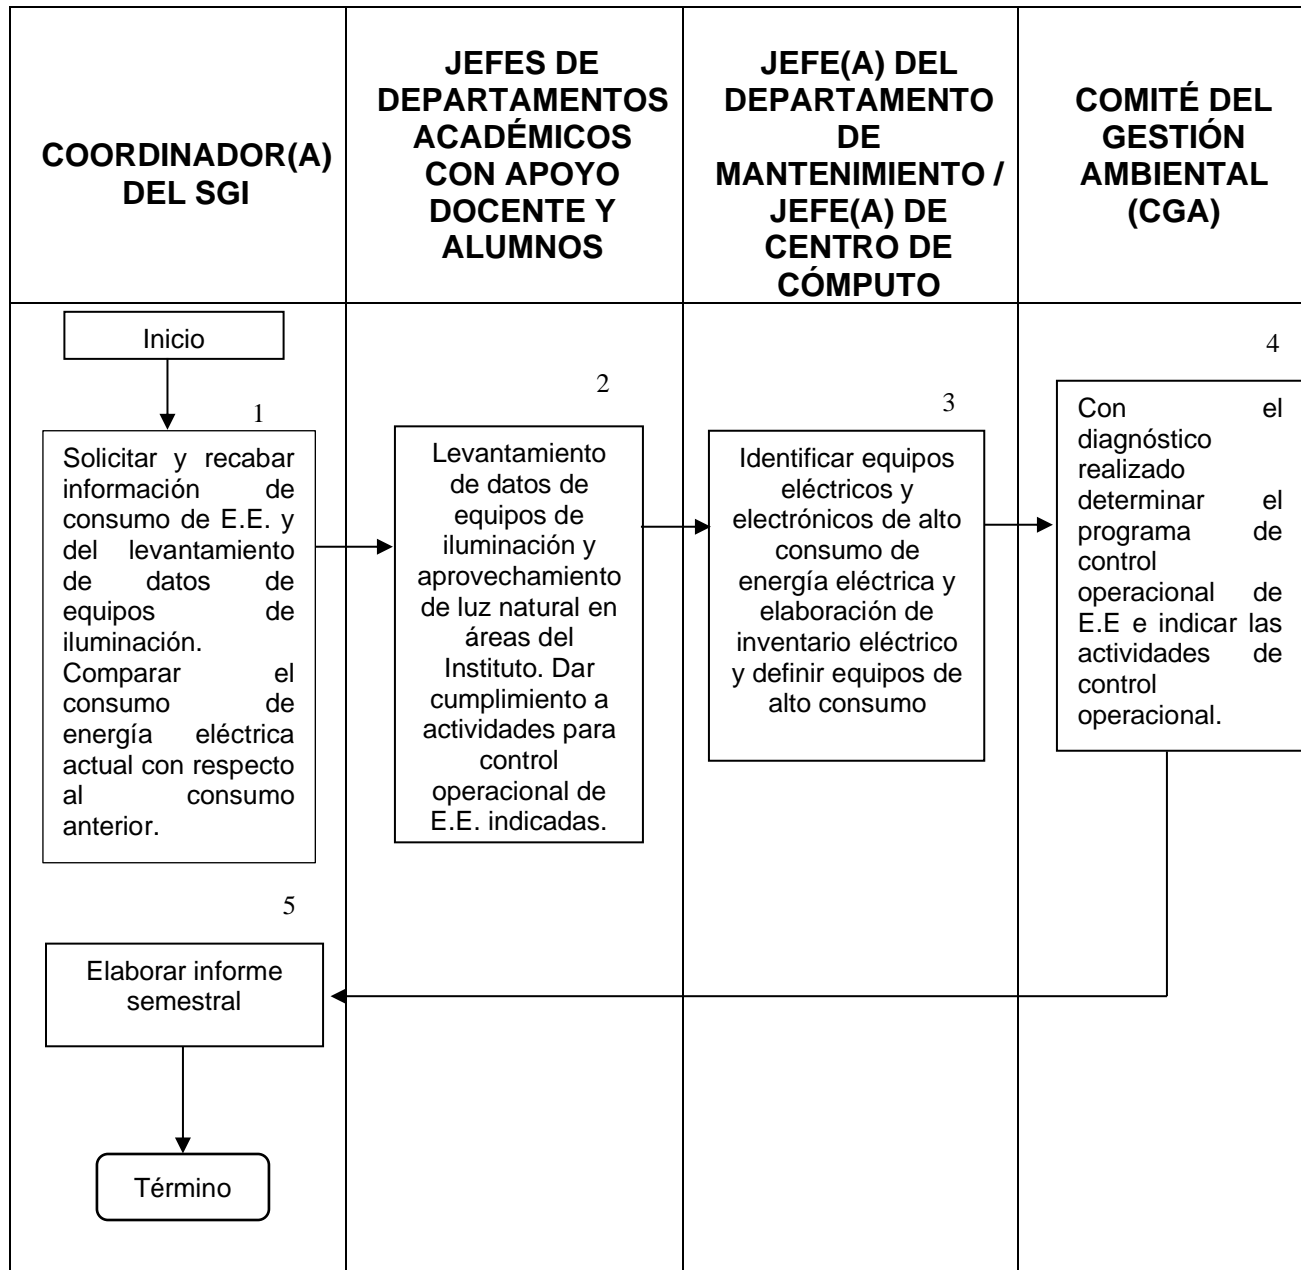 COORDINADOR(A)
DEL SGI
JEFES DE
DEPARTAMENTOS
ACADÉMICOS
CON APOYO
DOCENTE Y
ALUMNOS
JEFE(A) DEL
DEPARTAMENTO
DE
MANTENIMIENTO /
JEFE(A) DE
CENTRO DE
CÓMPUTO
COMITÉ DEL
GESTIÓN
AMBIENTAL
(CGA)
Inicio
1
Solicitar y recabar
información de
consumo de E.E. y
del levantamiento
de datos de
equipos de
iluminación.
Comparar el
consumo de
energía eléctrica
actual con respecto
al consumo
anterior.
2
Levantamiento
de datos de
equipos de
iluminación y
aprovechamiento
de luz natural en
áreas del
Instituto. Dar
cumplimiento a
actividades para
control
operacional de
E.E. indicadas.
3
Identificar equipos
eléctricos y
electrónicos de alto
consumo de
energía eléctrica y
elaboración de
inventario eléctrico
y definir equipos de
alto consumo
4
Con el
diagnóstico
realizado
determinar el
programa de
control
operacional de
E.E e indicar las
actividades de
control
operacional.
5
Elaborar informe
semestral
Término